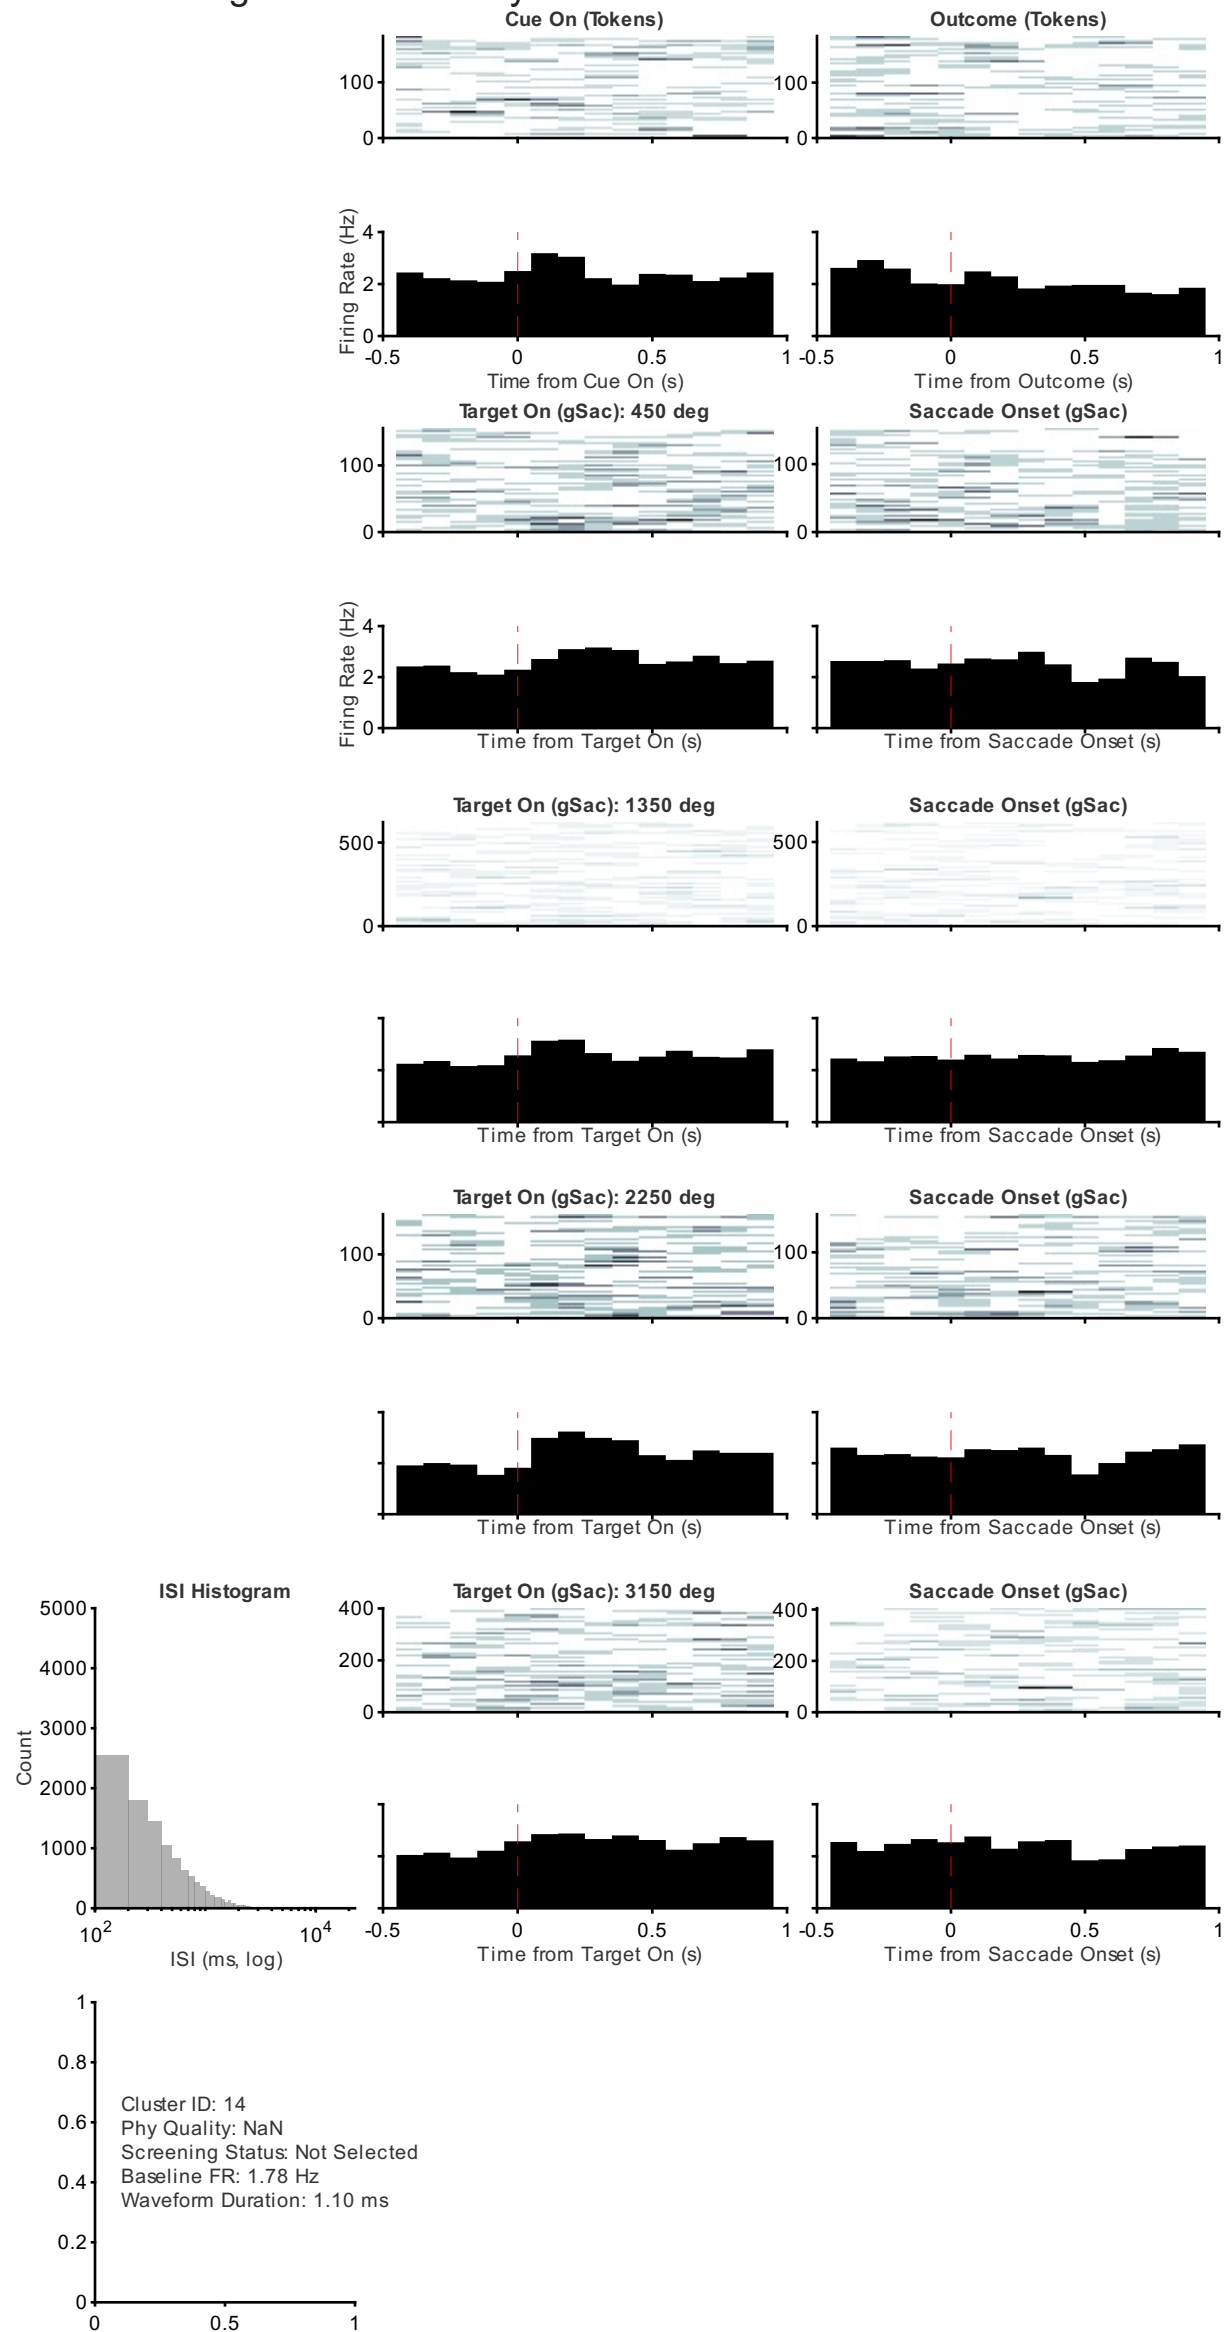 Cue On (Tokens)
Outcome (Tokens)
100
0
100
0
Firing Rate (Hz)
4
2
0
-0.5 0 0.5 1
Time from Cue On (s)
-0.5 0 0.5 1
Time from Outcome (s)
Target On (gSac): 450 deg
Saccade Onset (gSac)
100
0
100
0
Firing Rate (Hz)
4
2
0
Time from Target On (s)
Time from Saccade Onset (s)
Target On (gSac): 1350 deg
Saccade Onset (gSac)
500
0
500
0
Time from Target On (s)
Time from Saccade Onset (s)
Target On (gSac): 2250 deg
Saccade Onset (gSac)
100
0
100
0
Time from Target On (s)
Time from Saccade Onset (s)
ISI Histogram
5000
4000
3000
2000
1000
0
Count
10^2 10^4
ISI (ms, log)
Target On (gSac): 3150 deg
Saccade Onset (gSac)
400
200
0
400
200
0
-0.5 0 0.5 1
Time from Target On (s)
-0.5 0 0.5 1
Time from Saccade Onset (s)
1
0.8
0.6
0.4
0.2
0
Cluster ID: 14
Phy Quality: NaN
Screening Status: Not Selected
Baseline FR: 1.78 Hz
Waveform Duration: 1.10 ms
0 0.5 1